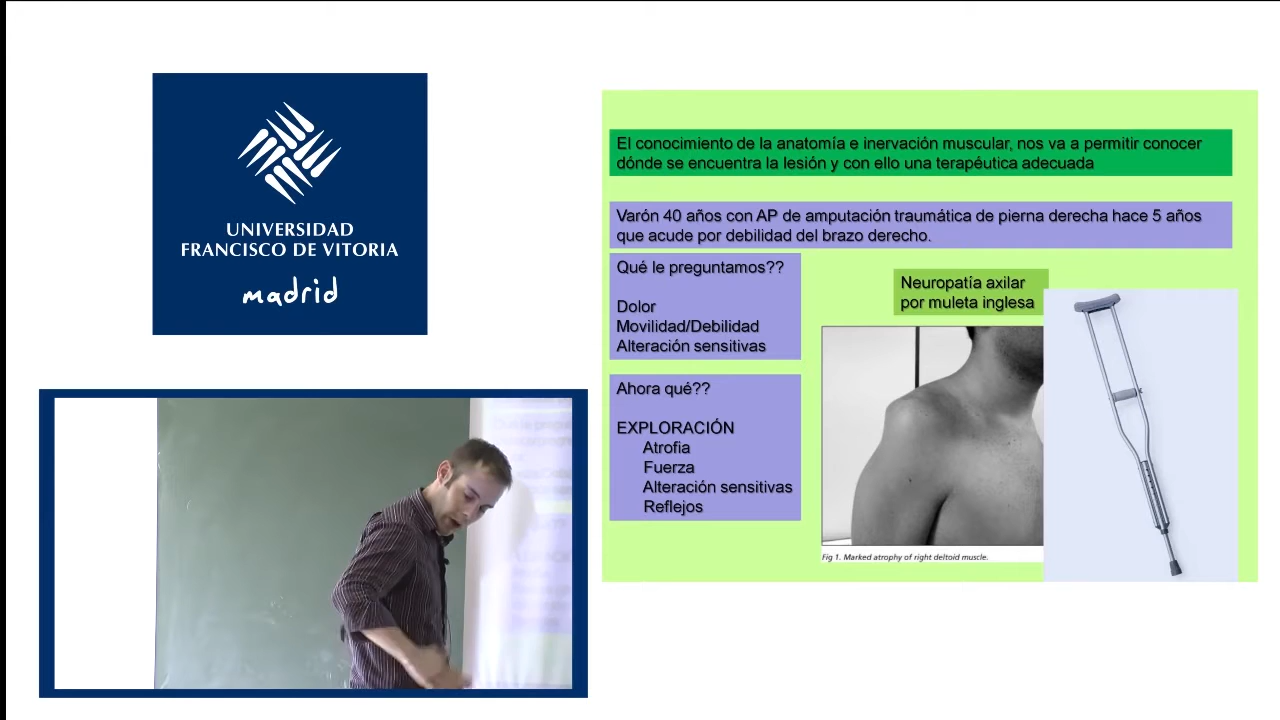 UNIVERSIDAD
FRANCISCO DE VITORIA
madrid
El conocimiento de la anatomía e inervación muscular, nos va a permitir conocer
dónde se encuentra la lesión y con ello una terapéutica adecuada
Varón 40 años con AP de amputación traumática de pierna derecha hace 5 años
que acude por debilidad del brazo derecho.
Qué le preguntamos??
Dolor
Movilidad/Debilidad
Alteración sensitivas
Ahora qué??
EXPLORACIÓN
Atrofia
Fuerza
Alteración sensitivas
Reflejos
Neuropatía axilar
por muleta inglesa
Fig 1. Marked atrophy of right deltoid muscle.